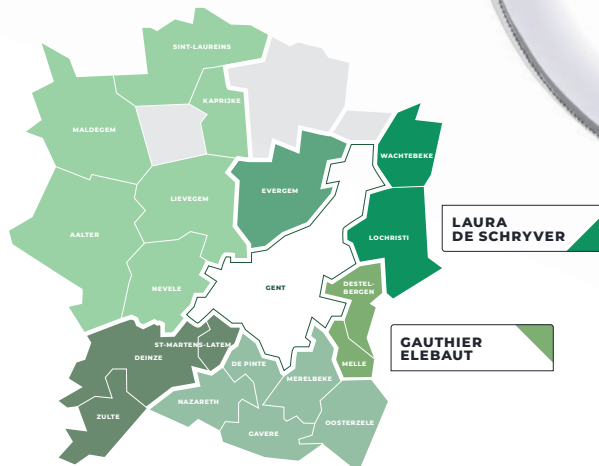 SINT-LAUREINS
KAPRIJKE
MALDEGEM
WACHTEBEKE
EVERGEM
LIEVEGEM
LAURA
DE SCHRYVER
AALTER
LOCHRISTI
DESTEL-
BERGEN
NEVELE
GENT
GAUTHIER
ELEBAUT
ST-MARTENS-LATEM
DEINZE
DE PINTE
MELLE
MERELBEKE
NAZARETH
ZULTE
OOSTERZELE
GAVERE